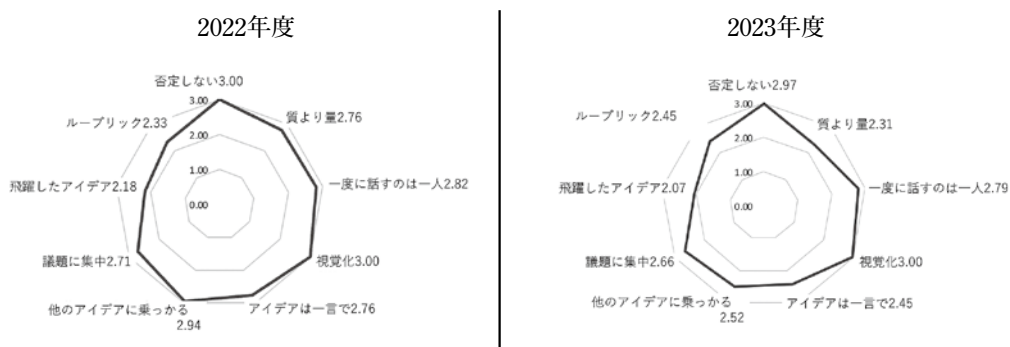 2022年度
否定しない3.00
3.00
ルーブリック2.33
質より量2.76
2.00
1.00
飛躍したアイデア2.18
一度に話すのは一人2.82
0.00
議題に集中2.71
視覚化3.00
他のアイデアに乗っかる
2.94
アイデアは一言で2.76
2023年度
否定しない2.97
3.00
ルーブリック2.45
質より量2.31
2.00
1.00
飛躍したアイデア2.07
一度に話すのは一人2.79
0.00
議題に集中2.66
視覚化3.00
他のアイデアに乗っかる
2.52
アイデアは一言で2.45